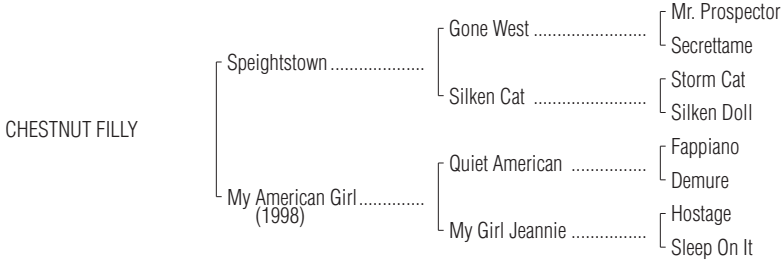 Mr. Prospector
Gone West ........................
Secrettame
Speightstown ....................
Storm Cat
Silken Cat ........................
Silken Doll
CHESTNUT FILLY
Fappiano
Quiet American ................
Demure
My American Girl..............
(1998)
Hostage
My Girl Jeannie ................
Sleep On It